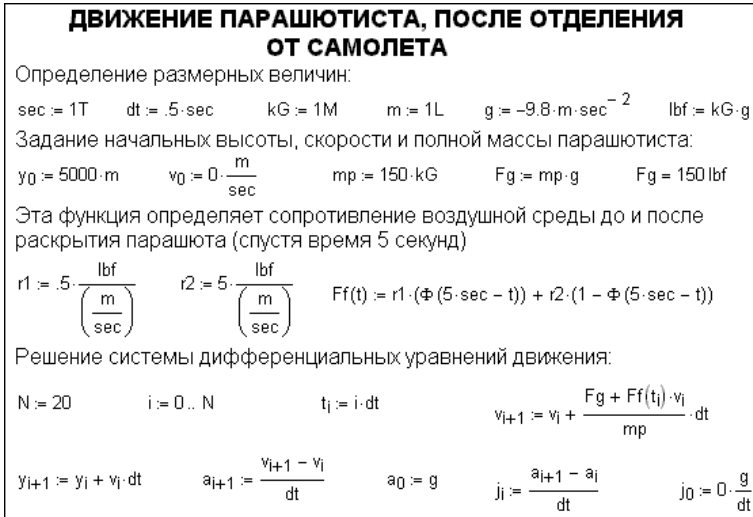 ДВИЖЕНИЕ ПАРАШЮТИСТА, ПОСЛЕ ОТДЕЛЕНИЯ
ОТ САМОЛЕТА
Определение размерных величин:
sec := 1T dt := .5·sec kG := 1M m := 1L g := −9.8·m·sec⁻² lbf := kG·g
Задание начальных высоты, скорости и полной массы парашютиста:
y₀ := 5000·m v₀ := 0·m/sec mp := 150·kG Fg := mp·g Fg = 150 lbf
Эта функция определяет сопротивление воздушной среды до и после
раскрытия парашюта (спустя время 5 секунд)
r1 := .5·lbf/(m/sec) r2 := 5·lbf/(m/sec) Ff(t) := r1·(Φ(5·sec − t)) + r2·(1 − Φ(5·sec − t))
Решение системы дифференциальных уравнений движения:
N := 20 i := 0 .. N tᵢ := i·dt vᵢ₊₁ := vᵢ + (Fg + Ff(tᵢ)·vᵢ)/mp·dt
yᵢ₊₁ := yᵢ + vᵢ·dt aᵢ₊₁ := (vᵢ₊₁ − vᵢ)/dt a₀ := g jᵢ := (aᵢ₊₁ − aᵢ)/dt j₀ := 0·g/dt